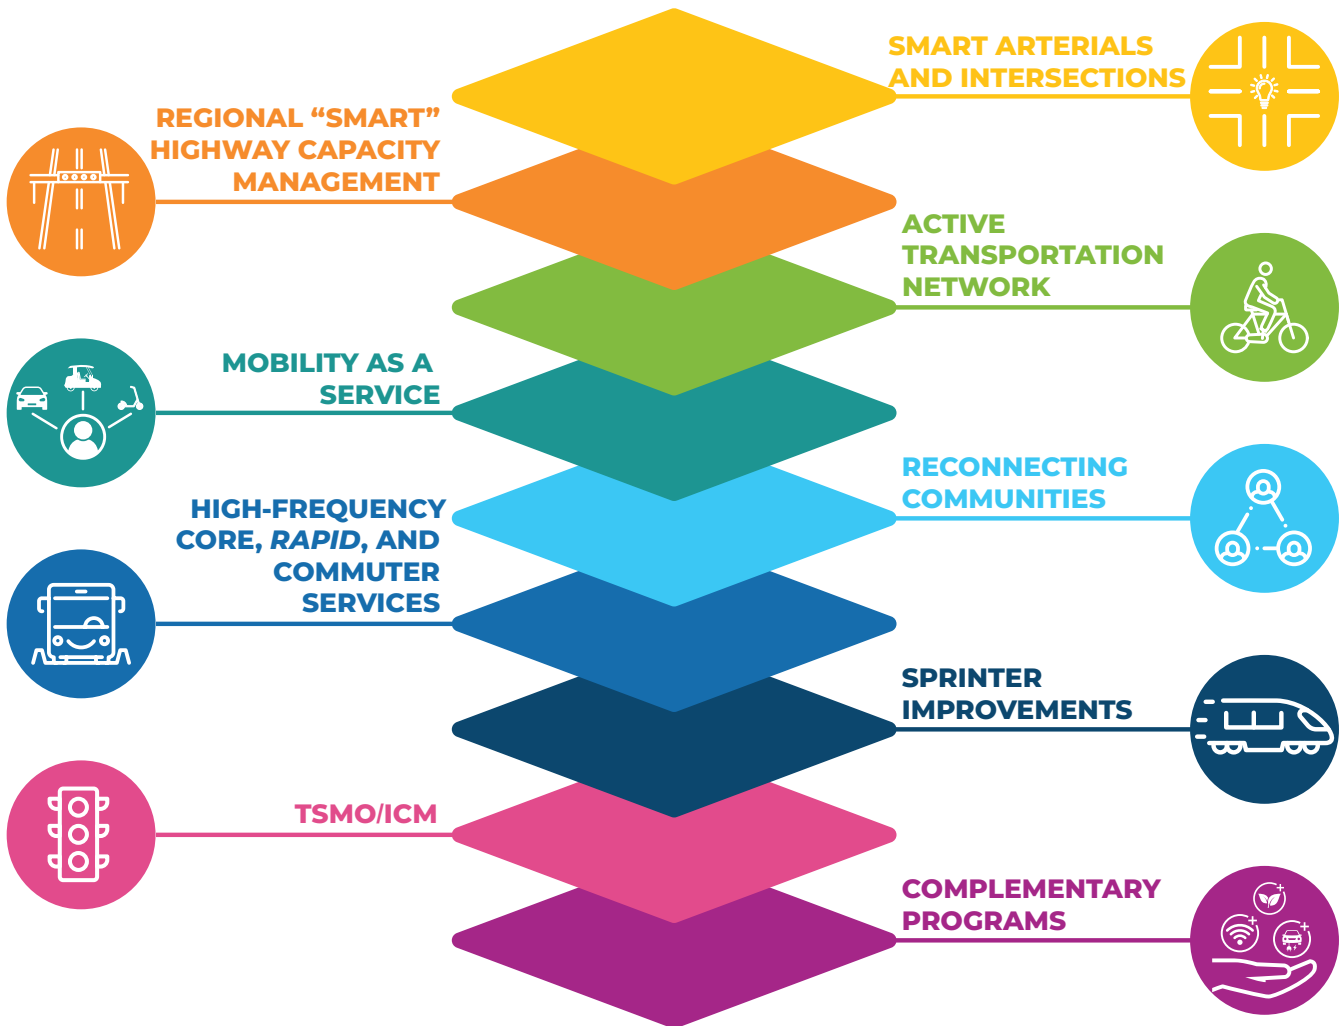 SMART ARTERIALS
AND INTERSECTIONS
REGIONAL “SMART”
HIGHWAY CAPACITY
MANAGEMENT
ACTIVE
TRANSPORTATION
NETWORK
MOBILITY AS A
SERVICE
RECONNECTING
COMMUNITIES
HIGH-FREQUENCY
CORE, RAPID, AND
COMMUTER
SERVICES
SPRINTER
IMPROVEMENTS
TSMO/ICM
COMPLEMENTARY
PROGRAMS